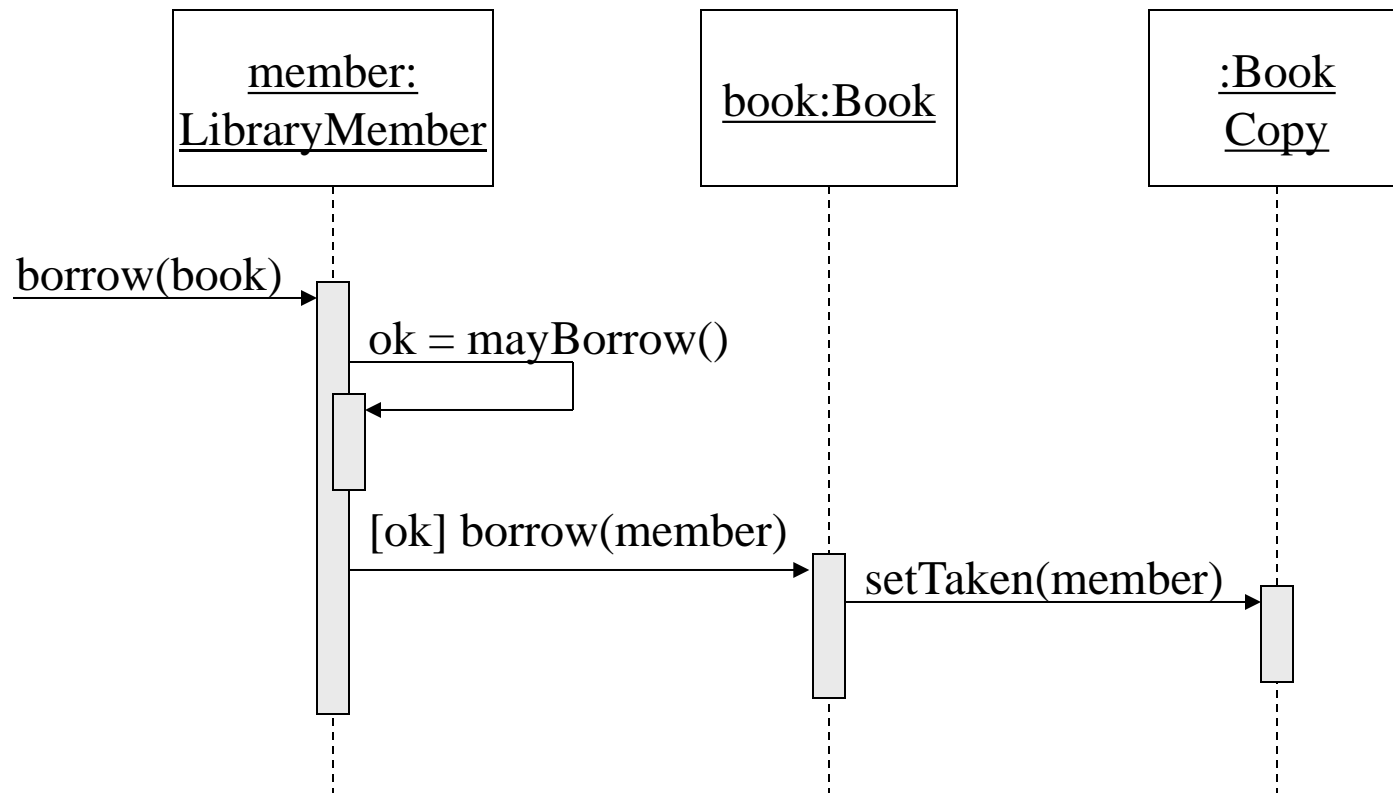 member:
LibraryMember
book:Book
:Book
Copy
borrow(book)
ok = mayBorrow()
[ok] borrow(member)
setTaken(member)